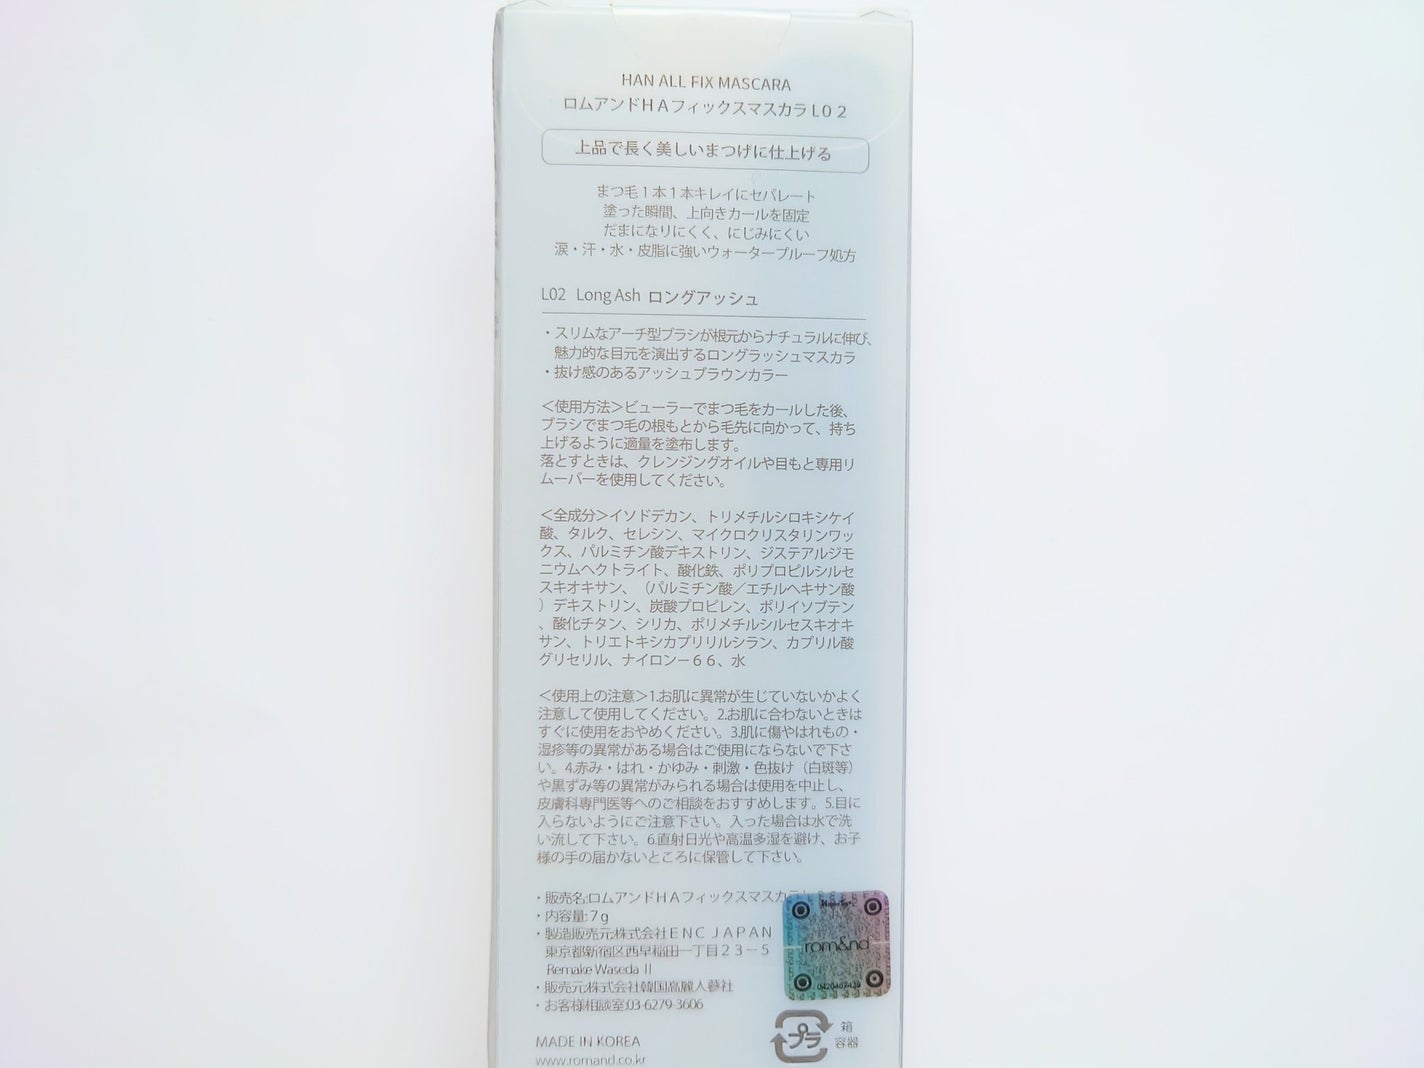 HAN ALL FIX MASCARA
ロムアンドHAフィックスマスカラL02
上品で長く美しいまつげに仕上げる
まつ毛1本1本キレイにセパレート
塗った瞬間、上向きカールを固定
だまになりにくく、にじみにくい
涙・汗・水・皮脂に強いウォータープルーフ処方
L02 Long Ash ロングアッシュ
・スリムなアーチ型ブラシが根元からナチュラルに伸び、
魅力的な目元を演出するロングラッシュマスカラ
・抜け感のあるアッシュブラウンカラー
＜使用方法＞ビューラーでまつ毛をカールした後、
ブラシでまつ毛の根もとから毛先に向かって、持ち
上げるように適量を塗布します。
落とすときは、クレンジングオイルや目もと専用リ
ムーバーを使用してください。
＜全成分＞イソドデカン、トリメチルシロキシケイ
酸、タルク、セレシン、マイクロクリスタリンワッ
クス、パルミチン酸デキストリン、ジステアルジモ
ニウムヘクトライト、酸化鉄、ポリプロピルシルセ
スキオキサン、（パルミチン酸／エチルヘキサン酸
）デキストリン、炭酸プロピレン、ポリイソブテン
、酸化チタン、シリカ、ポリメチルシルセスキオキ
サン、トリエトキシカプリリルシラン、カプリル酸
グリセリル、ナイロンー６６、水
＜使用上の注意＞1.お肌に異常が生じていないかよく
注意して使用してください。2.お肌に合わないときは
すぐに使用をおやめください。3.肌に傷やはれもの・
湿疹等の異常がある場合はご使用にならないで下さ
い。4.赤み・はれ・かゆみ・刺激・色抜け（白斑等）
や黒ずみ等の異常がみられる場合は使用を中止し、
皮膚科専門医等へのご相談をおすすめします。5.目に
入らないようにご注意下さい。入った場合は水で洗
い流して下さい。6.直射日光や高温多湿を避け、お子
様の手の届かないところに保管して下さい。
・販売名:ロムアンドHAフィックスマスカラ
・内容量:7g
・製造販売元:株式会社ENC JAPAN
東京都新宿区西早稲田一丁目23－5
Remake Waseda II
・販売元:株式会社韓国高麗人蔘社
・お客様相談室:03-6279-3606
rom&nd
プラ
箱
容器
MADE IN KOREA
www.romand.co.kr